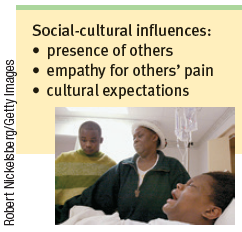 Social-cultural influences:
• presence of others
• empathy for others' pain
• cultural expectations
Robert Nickelsberg/Getty Images